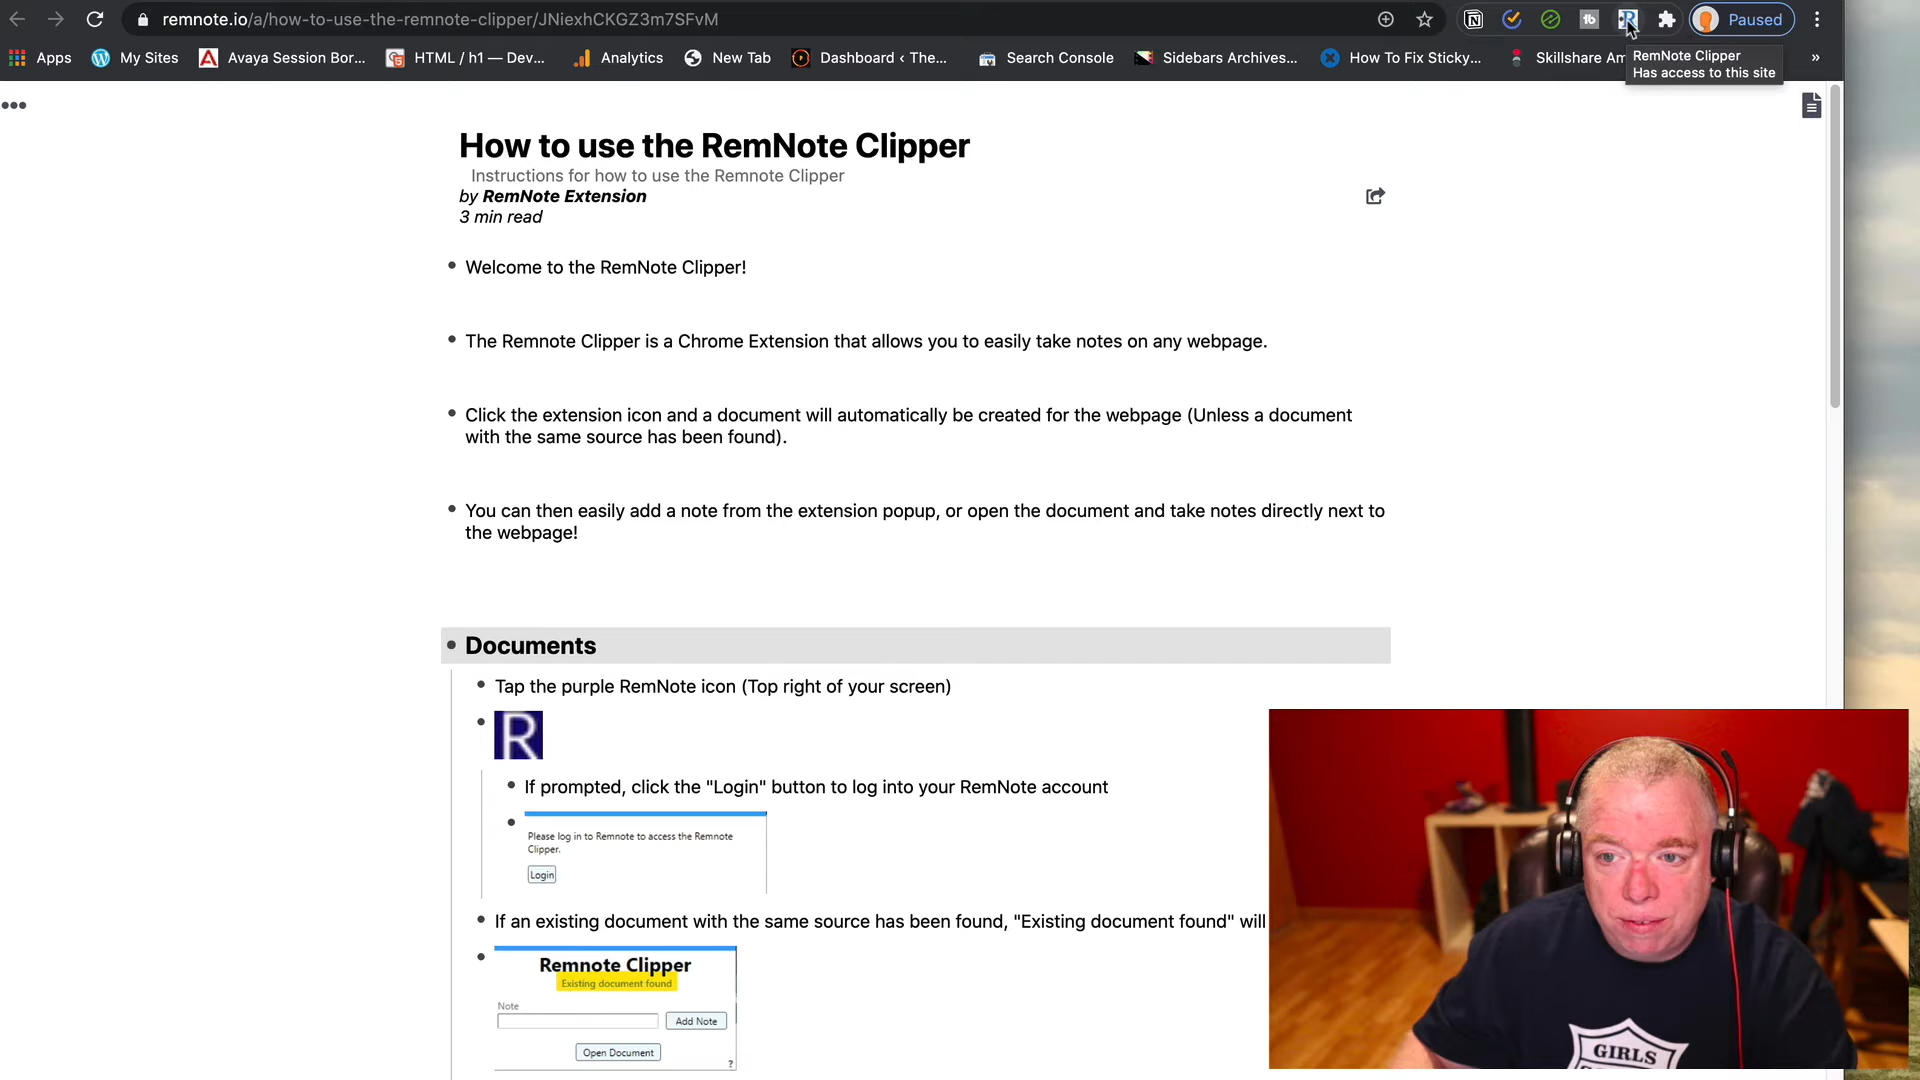 remnote.io/a/how-to-use-the-remnote-clipper/JNiexhCKGZ3m7SFvM
tb
R
Paused
Apps
My Sites
Avaya Session Bor...
HTML / h1 — Dev...
Analytics
New Tab
Dashboard ‹ The...
Search Console
Sidebars Archives...
How To Fix Sticky...
Skillshare Am
»
RemNote Clipper
Has access to this site
How to use the RemNote Clipper
Instructions for how to use the Remnote Clipper
by RemNote Extension
3 min read
Welcome to the RemNote Clipper!
The Remnote Clipper is a Chrome Extension that allows you to easily take notes on any webpage.
Click the extension icon and a document will automatically be created for the webpage (Unless a document
with the same source has been found).
You can then easily add a note from the extension popup, or open the document and take notes directly next to
the webpage!
Documents
Tap the purple RemNote icon (Top right of your screen)
R
If prompted, click the "Login" button to log into your RemNote account
Please log in to Remnote to access the Remnote
Clipper.
Login
If an existing document with the same source has been found, "Existing document found" will
Remnote Clipper
Existing document found
Note
Add Note
Open Document
?
GIRLS